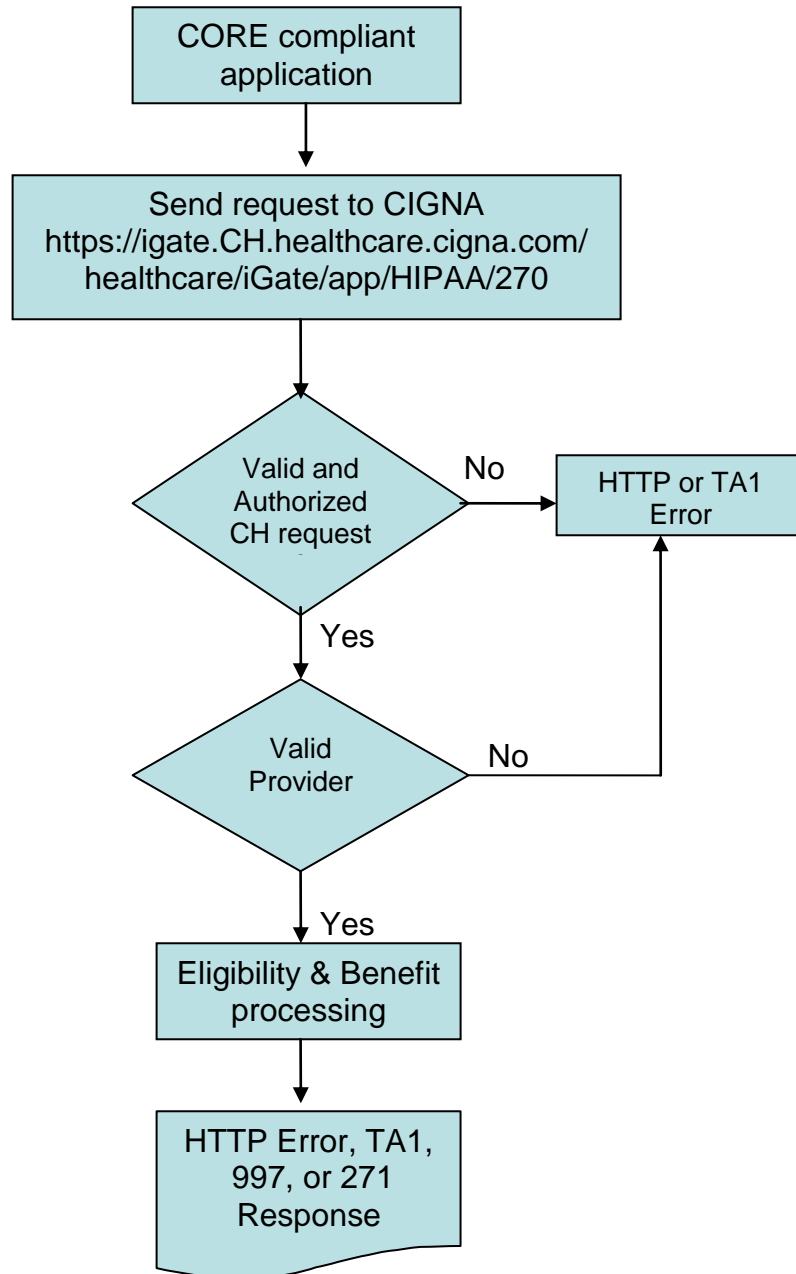 CORE compliant
application
Send request to CIGNA
https://igate.CH.healthcare.cigna.com/
healthcare/iGate/app/HIPAA/270
Valid and
Authorized
CH request
No
HTTP or TA1
Error
Yes
Valid
Provider
No
Yes
Eligibility & Benefit
processing
HTTP Error, TA1,
997, or 271
Response